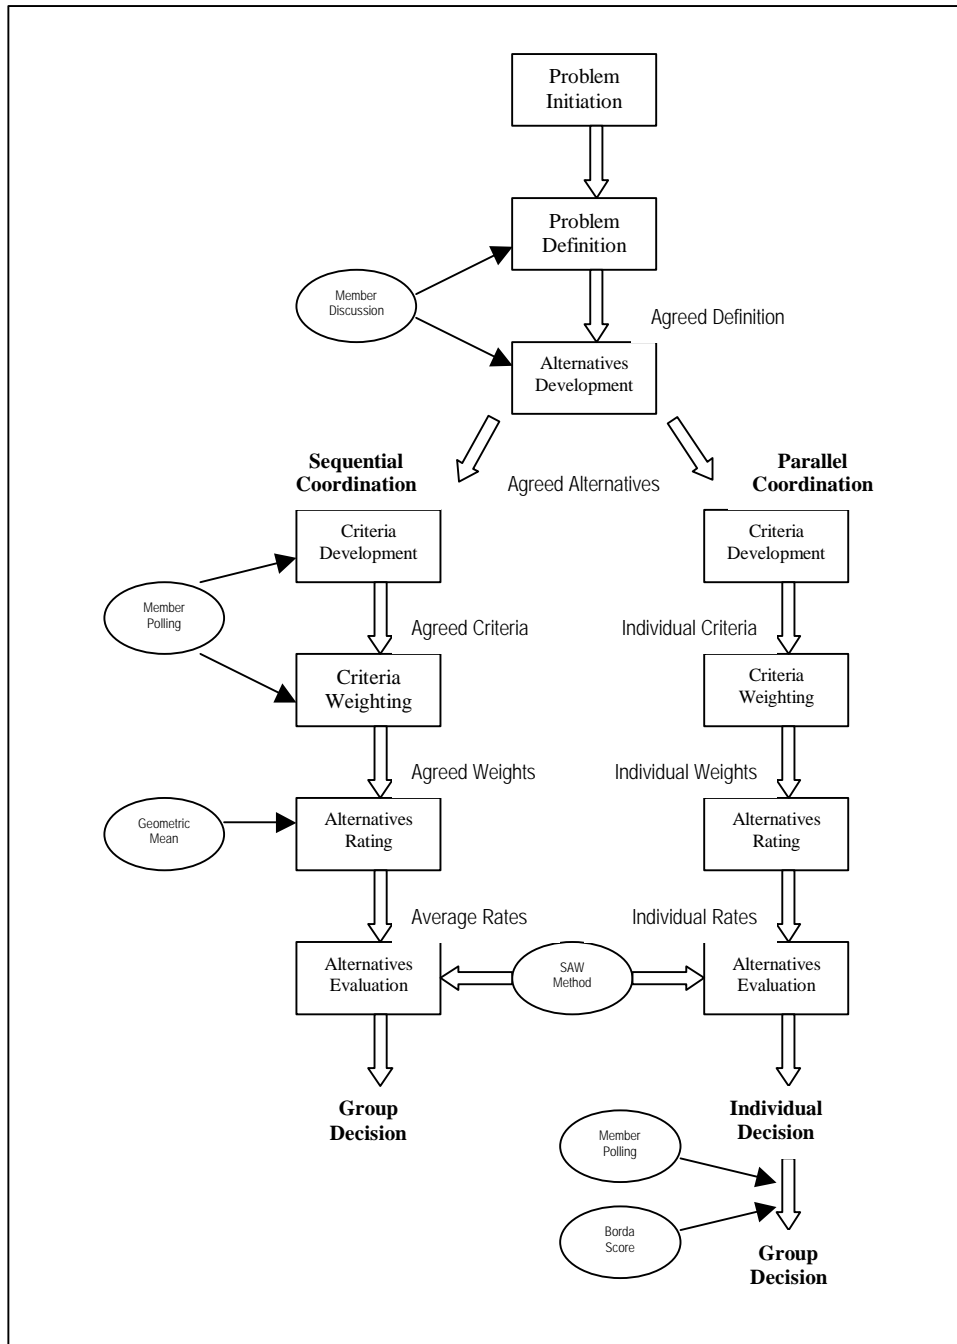 Problem
Initiation
Problem
Definition
Member
Discussion
Agreed Definition
Alternatives
Development
Sequential
Coordination
Agreed Alternatives
Parallel
Coordination
Criteria
Development
Criteria
Development
Member
Polling
Agreed Criteria
Individual Criteria
Criteria
Weighting
Criteria
Weighting
Agreed Weights
Individual Weights
Geometric
Mean
Alternatives
Rating
Alternatives
Rating
Average Rates
Individual Rates
Alternatives
Evaluation
SAW
Method
Alternatives
Evaluation
Group
Decision
Individual
Decision
Member
Polling
Borda
Score
Group
Decision